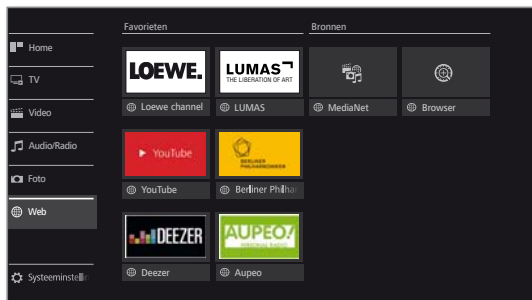 Favorieten
Bronnen
Home
TV
Video
Audio/Radio
Foto
Web
Systeeminstellin
LOEWE.
LUMAS
THE LIBERATION OF ART
Loewe channel
LUMAS
MediaNet
Browser
YouTube
BERLINER
PHILHARMONIKER
YouTube
Berliner Philhar
DEEZER
AUPEO!
PERSONAL RADIO
Deezer
Aupeo